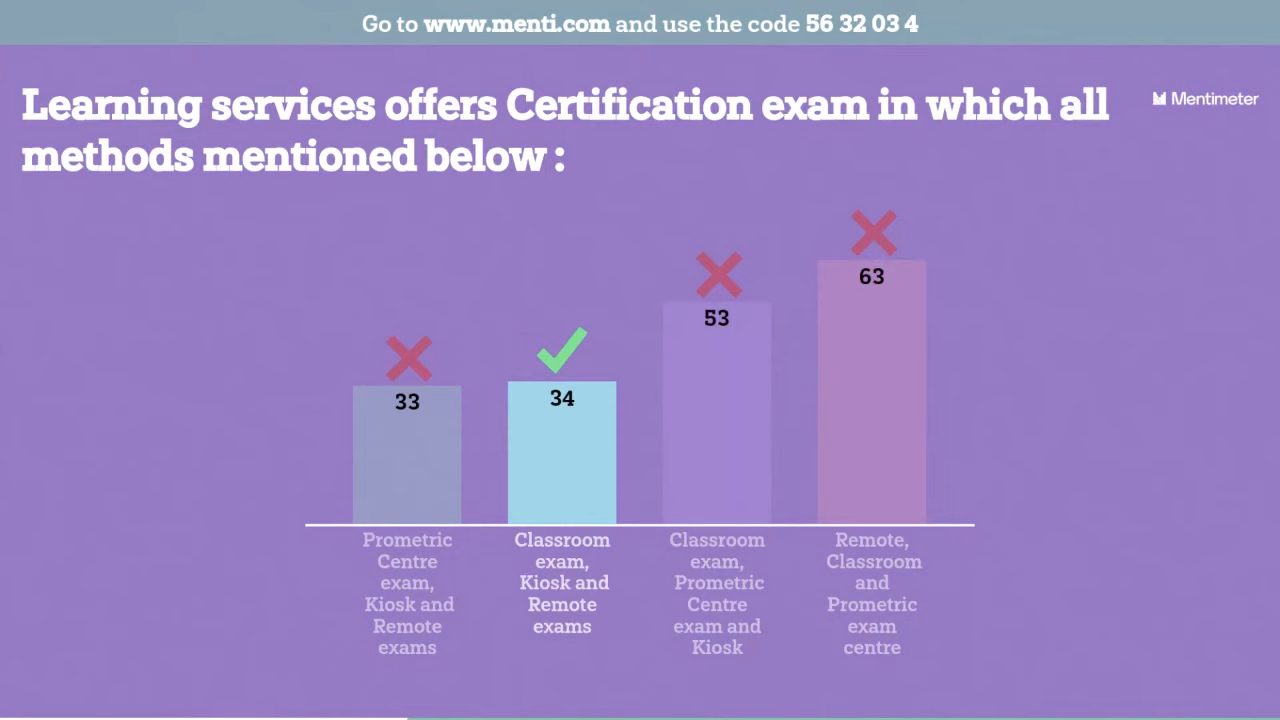 Go to www.menti.com and use the code 56 32 03 4
Learning services offers Certification exam in which all
methods mentioned below :
Mentimeter
33
34
53
63
Prometric
Centre
exam,
Kiosk and
Remote
exams
Classroom
exam,
Kiosk and
Remote
exams
Classroom
exam,
Prometric
Centre
exam and
Kiosk
Remote,
Classroom
and
Prometric
exam
centre